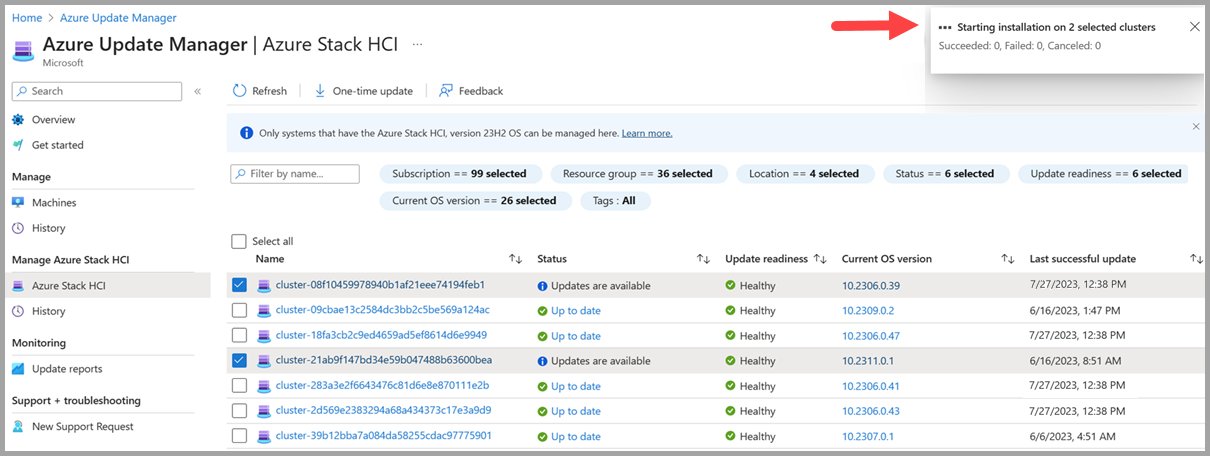 Home > Azure Update Manager
Azure Update Manager | Azure Stack HCI ...
Microsoft
Starting installation on 2 selected clusters
Succeeded: 0, Failed: 0, Canceled: 0
Search «
Refresh One-time update Feedback
Overview
Get started
Manage
Machines
History
Manage Azure Stack HCI
Azure Stack HCI
History
Monitoring
Update reports
Support + troubleshooting
New Support Request
Only systems that have the Azure Stack HCI, version 23H2 OS can be managed here. Learn more.
Filter by name... Subscription == 99 selected Resource group == 36 selected Location == 4 selected Status == 6 selected Update readiness == 6 selected
Current OS version == 26 selected Tags : All
Select all
Name Status Update readiness Current OS version Last successful update
cluster-08f10459978940b1af21eee74194feb1 Updates are available Healthy 10.2306.0.39 7/27/2023, 12:38 PM
cluster-09cbae13c2584dc3bb2c5be569a124ac Up to date Healthy 10.2309.0.2 6/16/2023, 1:47 PM
cluster-18fa3cb2c9ed4659ad5ef8614d6e9949 Up to date Healthy 10.2306.0.47 7/27/2023, 12:38 PM
cluster-21ab9f147bd34e59b047488b63600bea Updates are available Healthy 10.2311.0.1 6/16/2023, 8:51 AM
cluster-283a3e2f6643476c81d6e8e870111e2b Up to date Healthy 10.2306.0.41 7/27/2023, 12:38 PM
cluster-2d569e2383294a68a434373c17e3a9d9 Up to date Healthy 10.2306.0.43 7/27/2023, 12:38 PM
cluster-39b12bba7a084da58255cdac97775901 Up to date Healthy 10.2307.0.1 6/6/2023, 4:51 AM